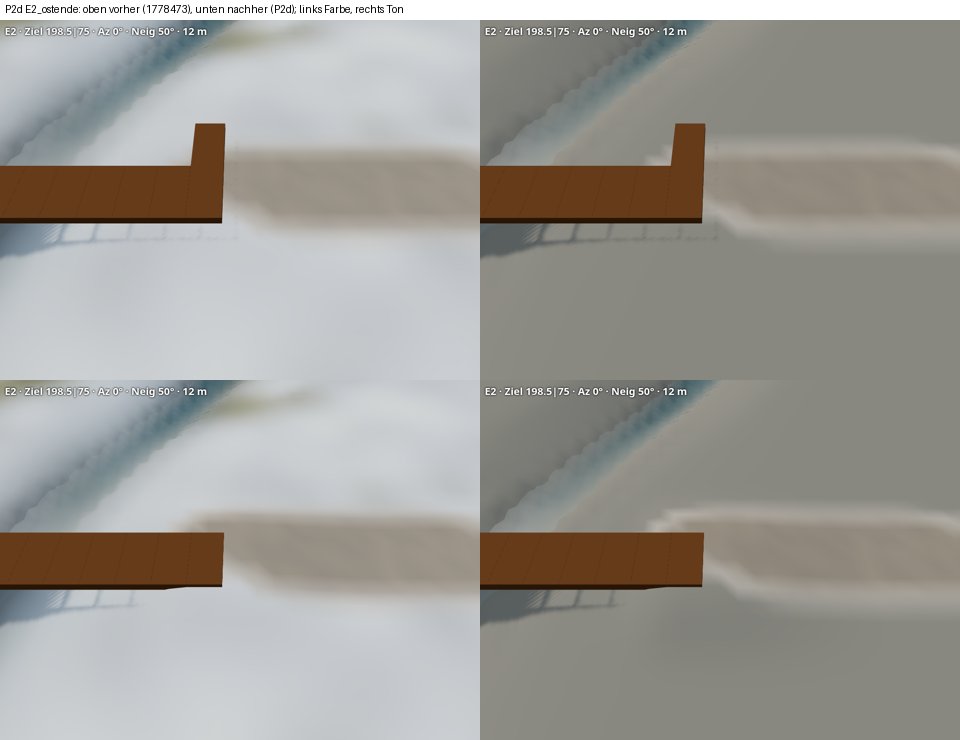 P2d E2_ostende: oben vorher (1778473), unten nachher (P2d); links Farbe, rechts Ton
E2 · Ziel 198.5|75 · Az 0° · Neig 50° · 12 m
E2 · Ziel 198.5|75 · Az 0° · Neig 50° · 12 m
E2 · Ziel 198.5|75 · Az 0° · Neig 50° · 12 m
E2 · Ziel 198.5|75 · Az 0° · Neig 50° · 12 m